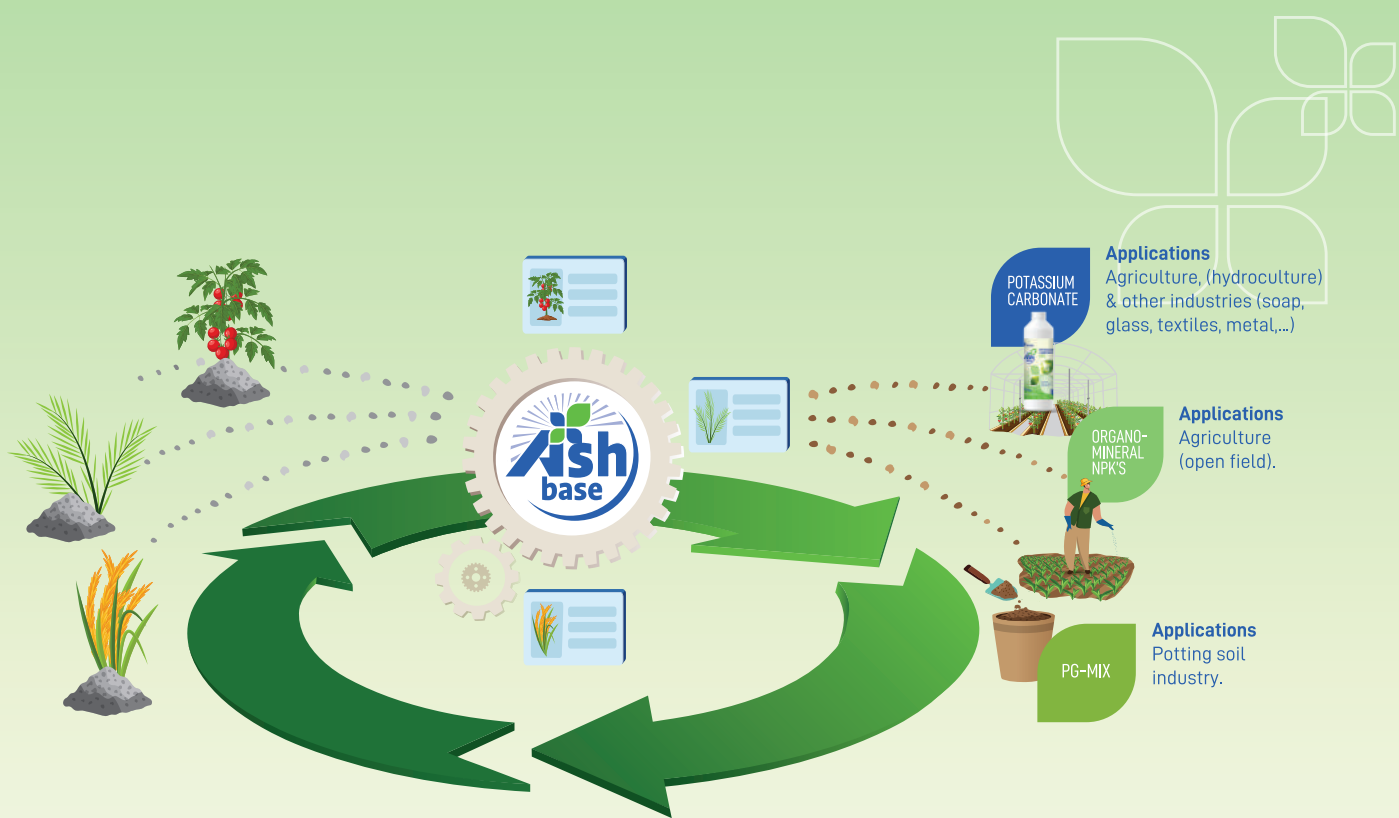 Ash
base
POTASSIUM
CARBONATE
Applications
Agriculture, (hydroculture)
& other industries (soap,
glass, textiles, metal,...)
ORGANO-
MINERAL
NPK'S
Applications
Agriculture
(open field).
PG-MIX
Applications
Potting soil
industry.